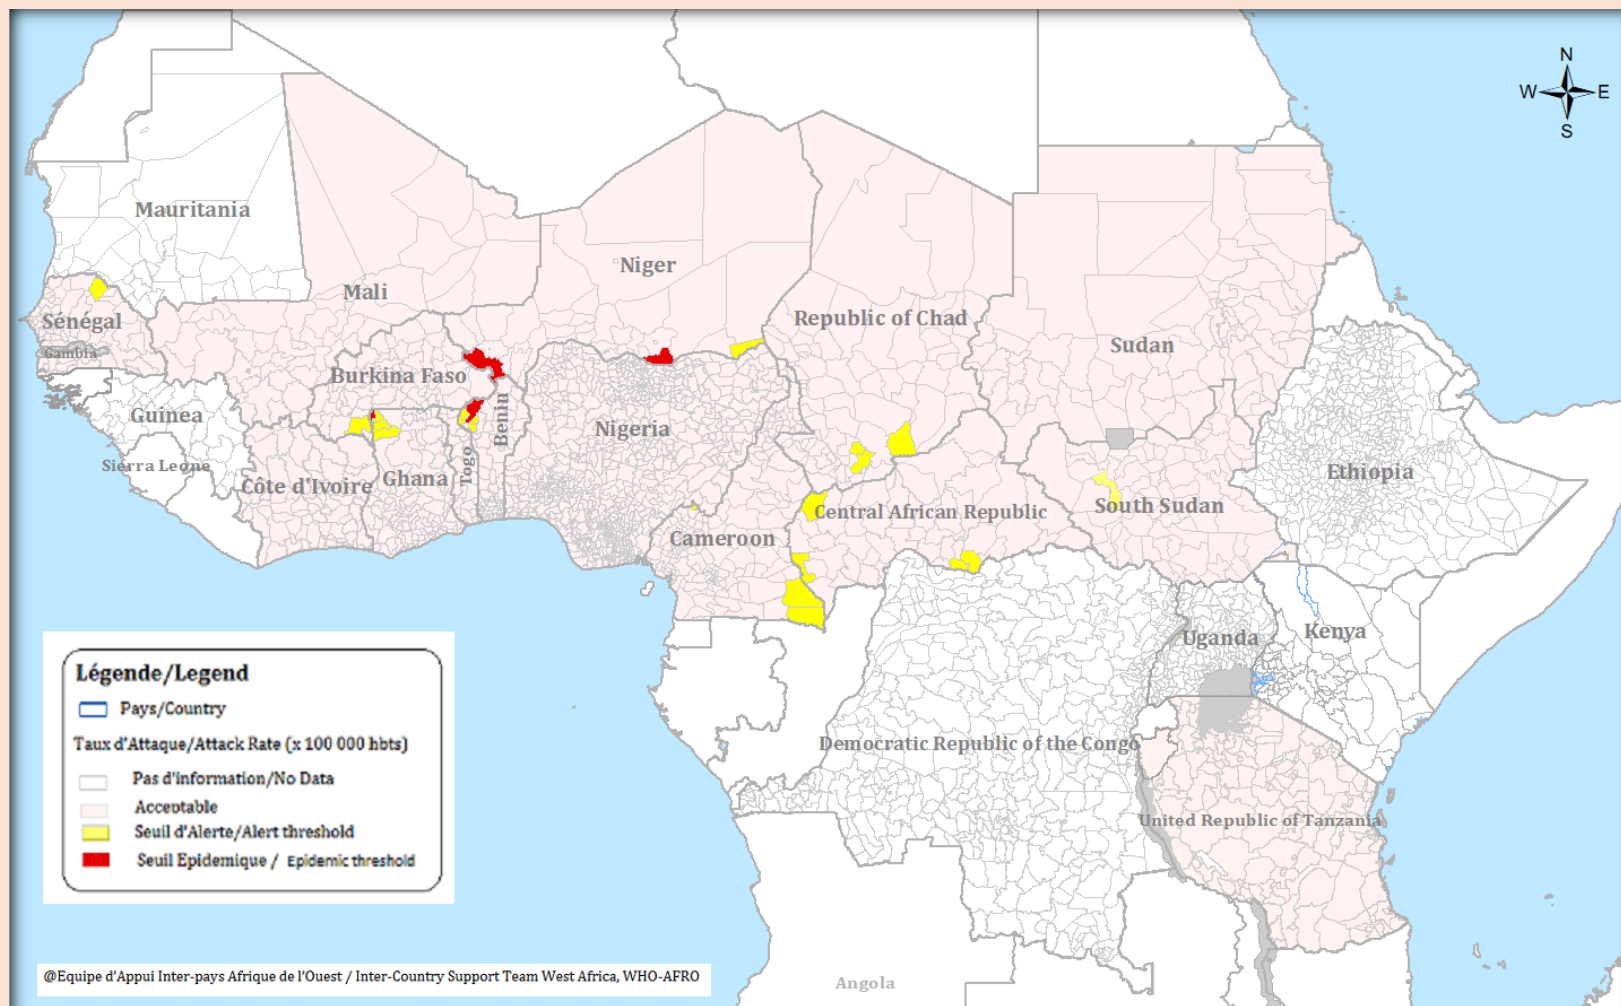 N
W E
S
Mauritania
Niger
Mali
Republic of Chad
Sénégal
Sudan
Gambia
Burkina Faso
Guinea
Benin
Nigeria
Sierra Leone
Togo
Ghana
Côte d'Ivoire
Ethiopia
South Sudan
Central African Republic
Cameroon
Uganda
Kenya
Democratic Republic of the Congo
United Republic of Tanzania
Angola
Légende/Legend
Pays/Country
Taux d'Attaque/Attack Rate (x 100 000 hbts)
Pas d'information/No Data
Acceptable
Seuil d'Alerte/Alert threshold
Seuil Epidemique / Epidemic threshold
@Equipe d'Appui Inter-pays Afrique de l'Ouest / Inter-Country Support Team West Africa, WHO-AFRO